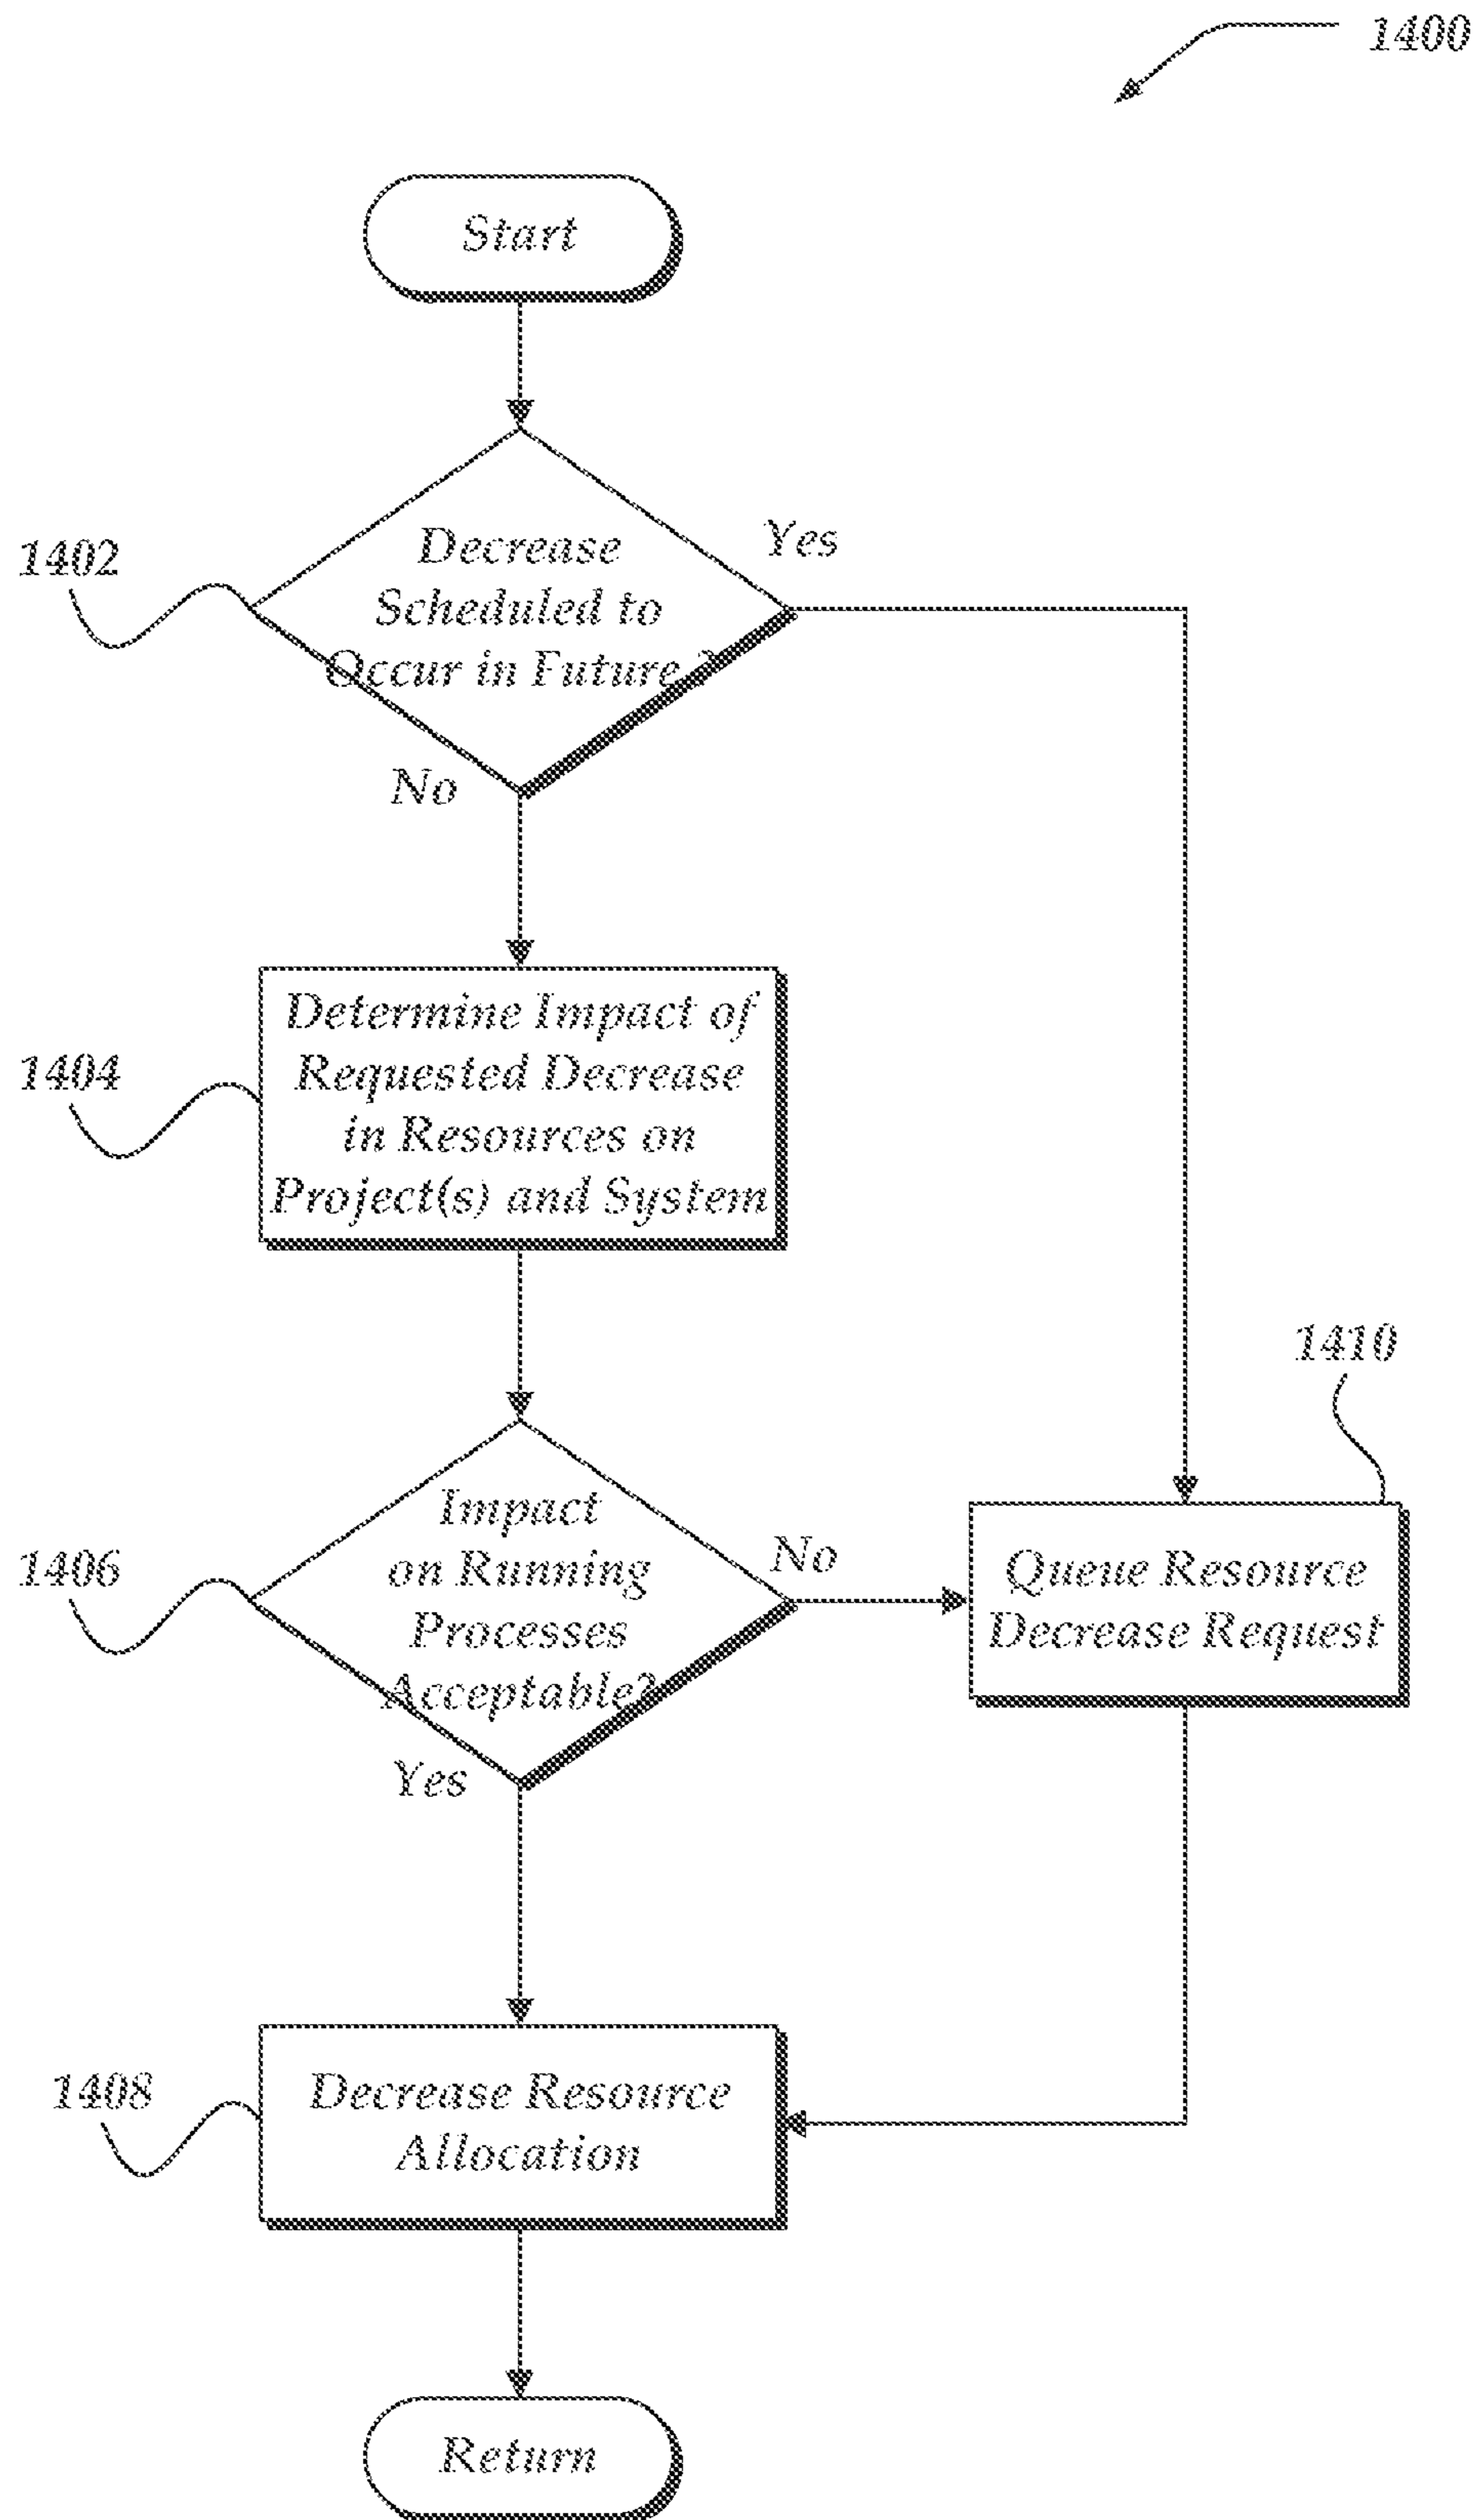 1400
Start
1402
Decrease
Scheduled to
Occur in Future ?
Yes
No
1404
Determine Impact of
Requested Decrease
in Resources on
Project(s) and System
1406
Impact
on Running
Processes
Acceptable?
No
Yes
1410
Queue Resource
Decrease Request
1408
Decrease Resource
Allocation
Return